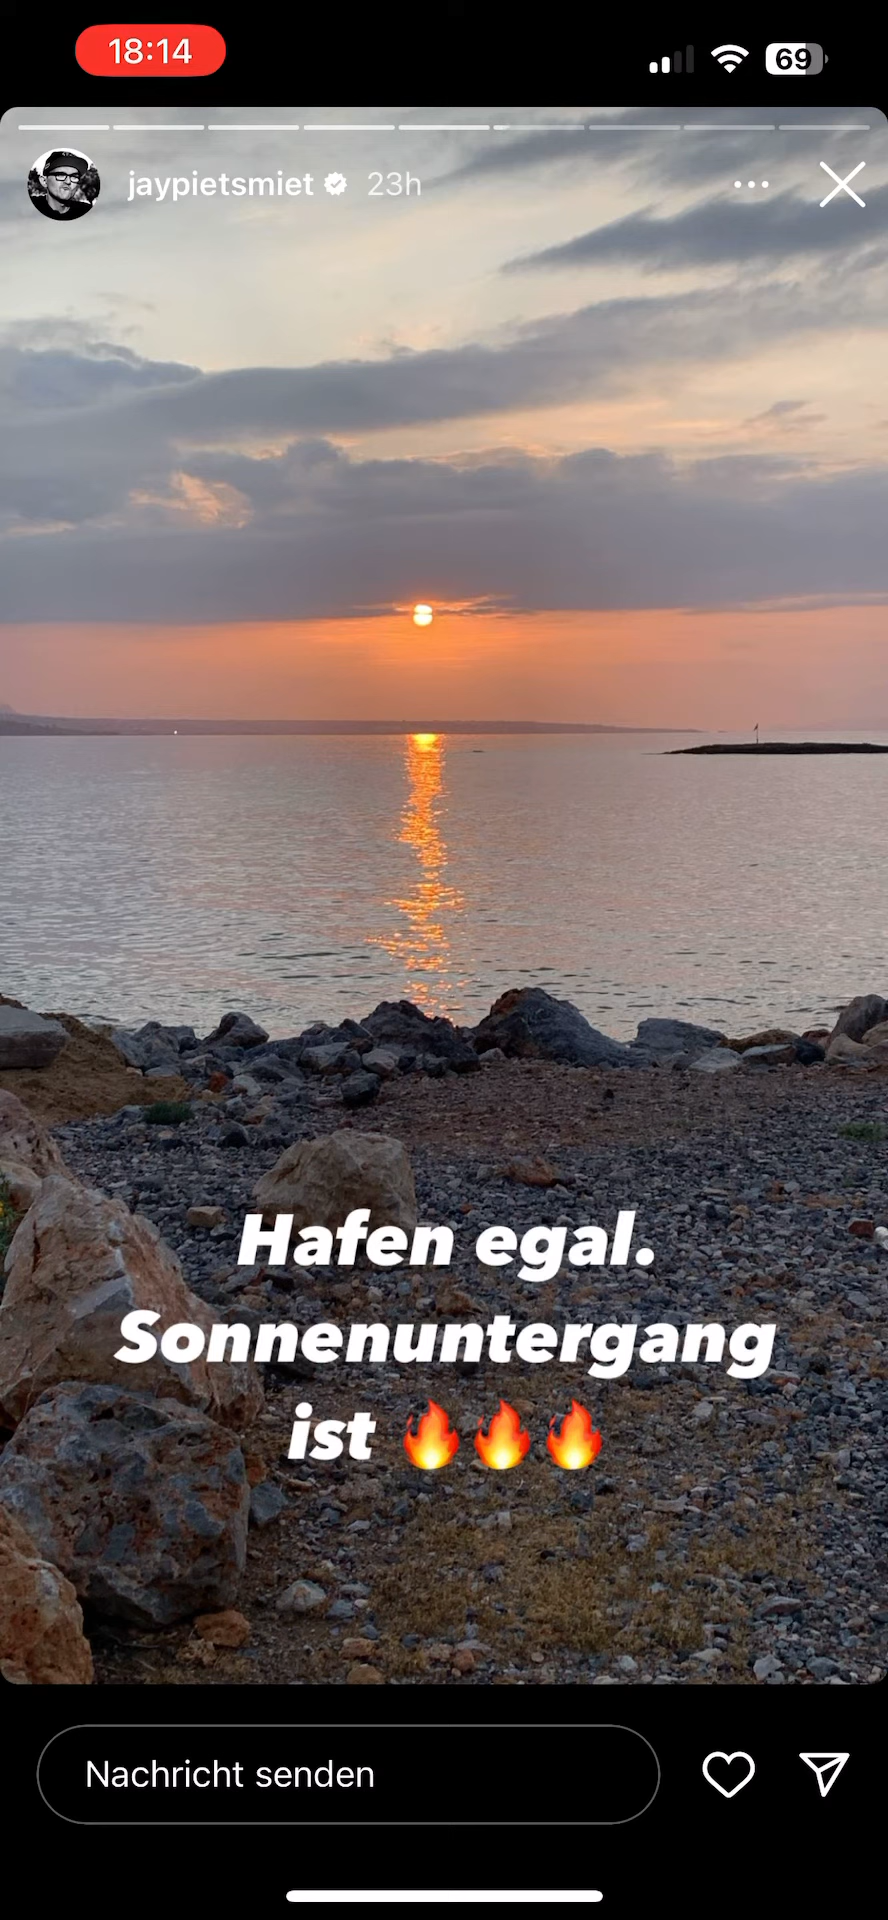 18:14
69
jaypietsmiet 23h
Hafen egal.
Sonnenuntergang
ist 🔥🔥🔥
Nachricht senden